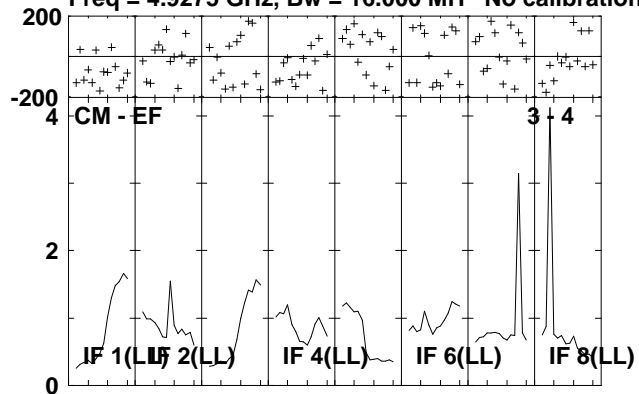 Freq = 4.9275 GHz, Bw = 16.000 MH No calibration
200
-200
CM - EF
3 - 4
4
2
0
IF 1(LL)
IF 2(LL)
IF 4(LL)
IF 6(LL)
IF 8(LL)